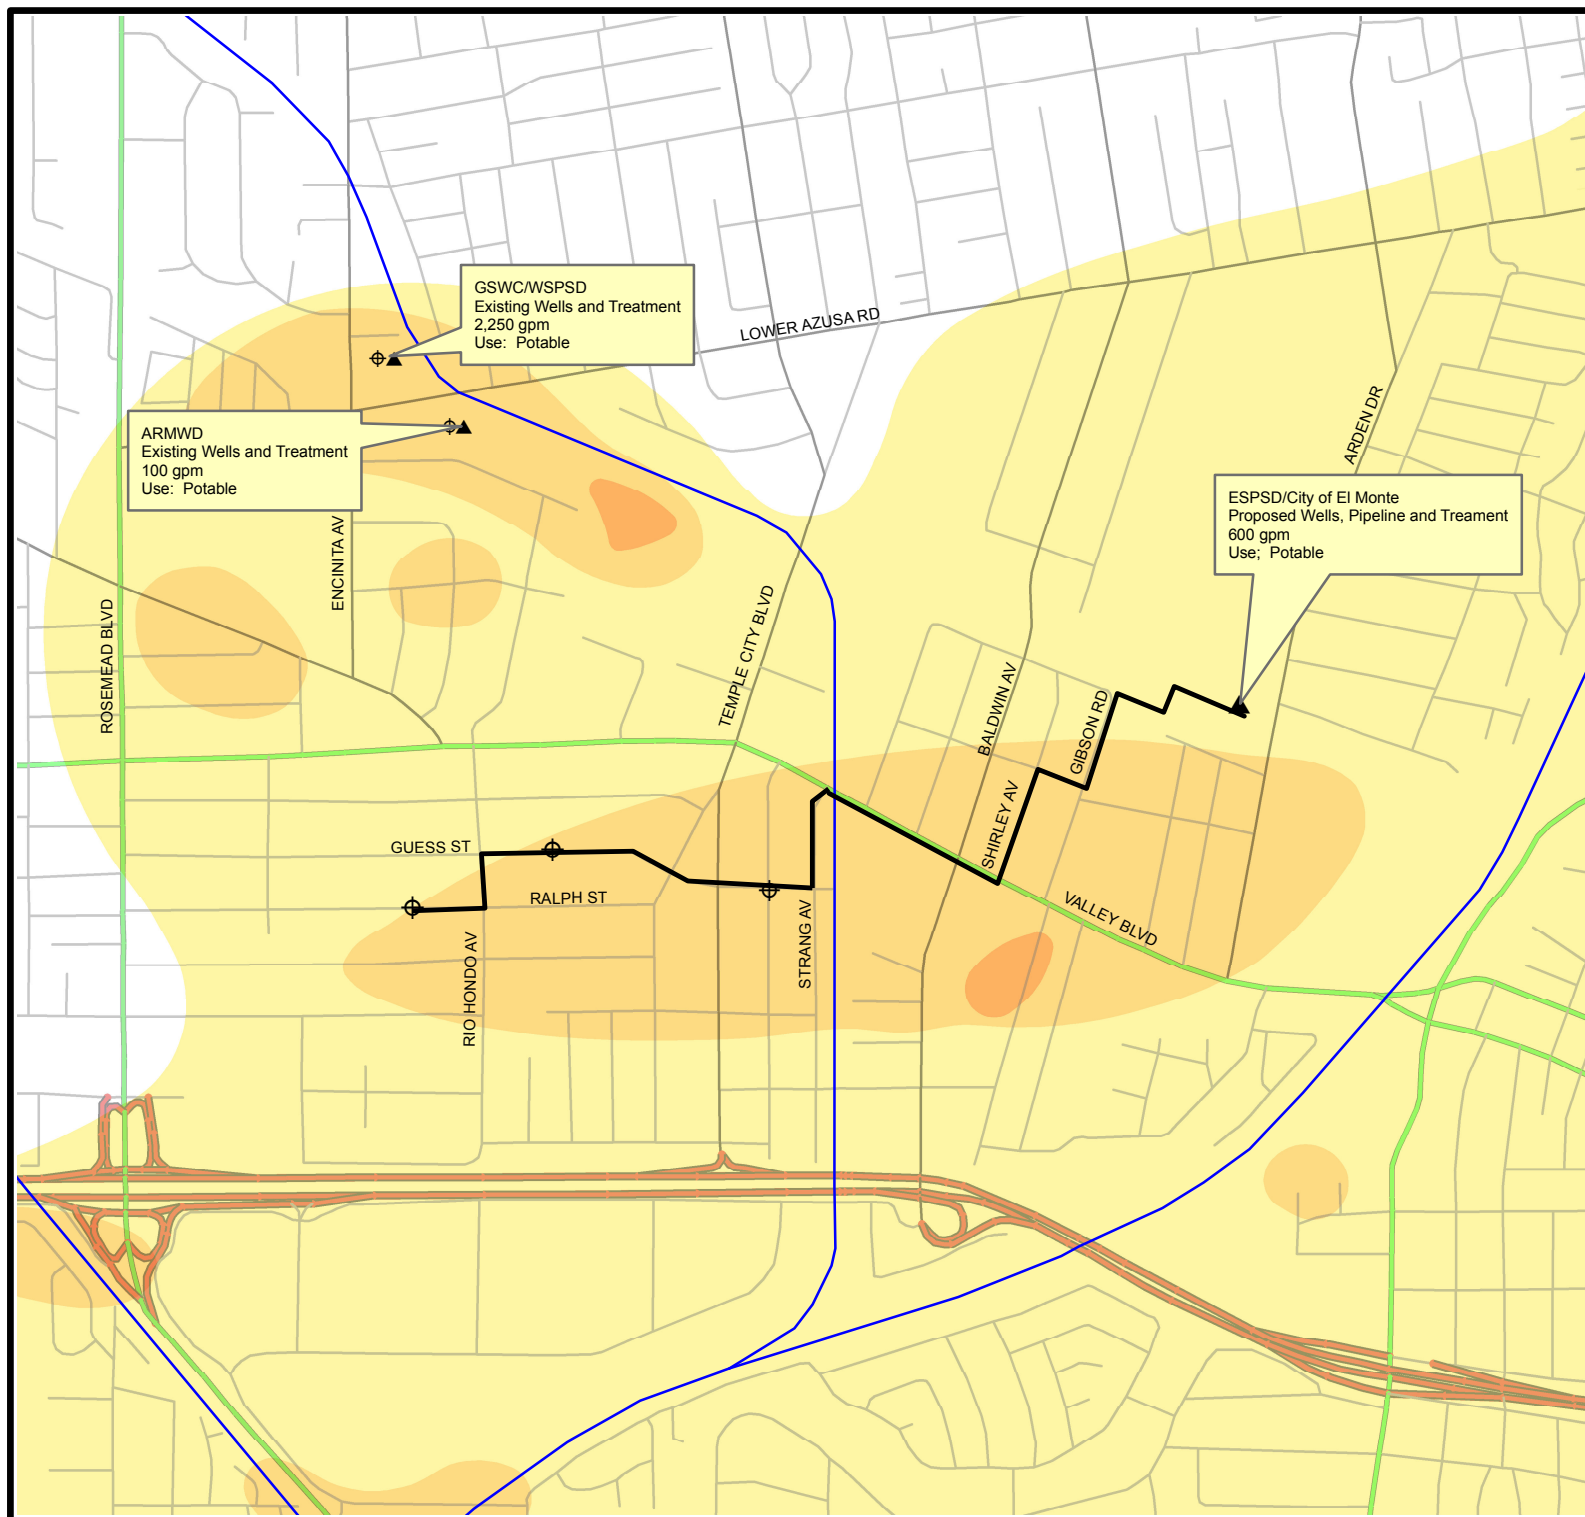 GSWC/WSPSD
Existing Wells and Treatment
2,250 gpm
Use: Potable
LOWER AZUSA RD
ARDEN DR
ARMWD
Existing Wells and Treatment
100 gpm
Use: Potable
ESPSD/City of El Monte
Proposed Wells, Pipeline and Treament
600 gpm
Use; Potable
ENCINITA AV
ROSEMEAD BLVD
TEMPLE CITY BLVD
BALDWIN AV
GIBSON RD
SHIRLEY AV
GUESS ST
RALPH ST
VALLEY BLVD
STRANG AV
RIO HONDO AV